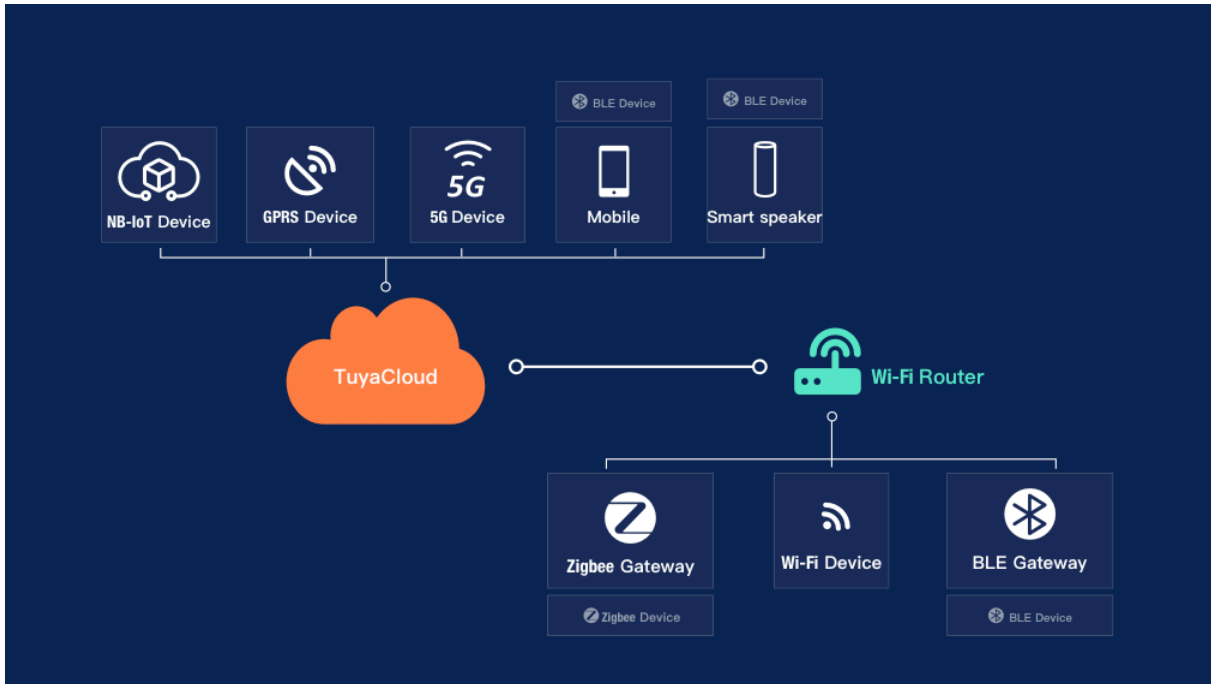 BLE Device
BLE Device
5G
NB-IoT Device
GPRS Device
5G Device
Mobile
Smart speaker
TuyaCloud
Wi-Fi Router
Zigbee Gateway
Wi-Fi Device
BLE Gateway
Zigbee Device
BLE Device